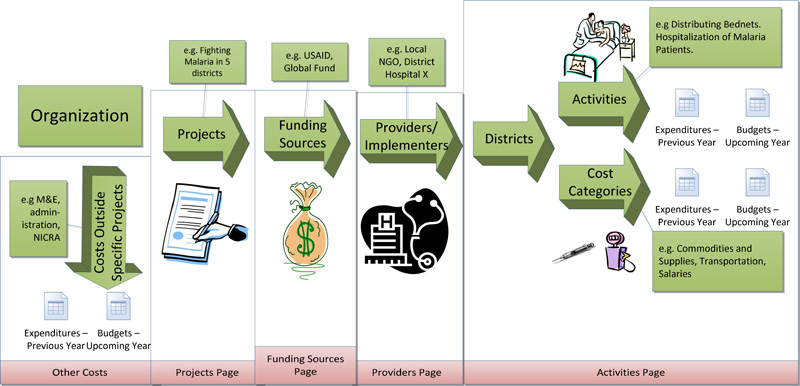 Organization
e.g M&E,
admin-
istration,
NICRA
Costs Outside
Specific Projects
Expenditures –
Previous Year
Budgets –
Upcoming Year
Other Costs
e.g. Fighting
Malaria in 5
districts
Projects
Projects Page
e.g. USAID,
Global Fund
Funding
Sources
$
Funding Sources
Page
e.g. Local
NGO, District
Hospital X
Providers/
Implementers
Providers Page
Districts
e.g Distributing Bednets.
Hospitalization of Malaria
Patients.
Activities
Expenditures –
Previous Year
Budgets –
Upcoming Year
Cost
Categories
Expenditures –
Previous Year
Budgets –
Upcoming Year
e.g. Commodities and
Supplies, Transportation,
Salaries
Activities Page